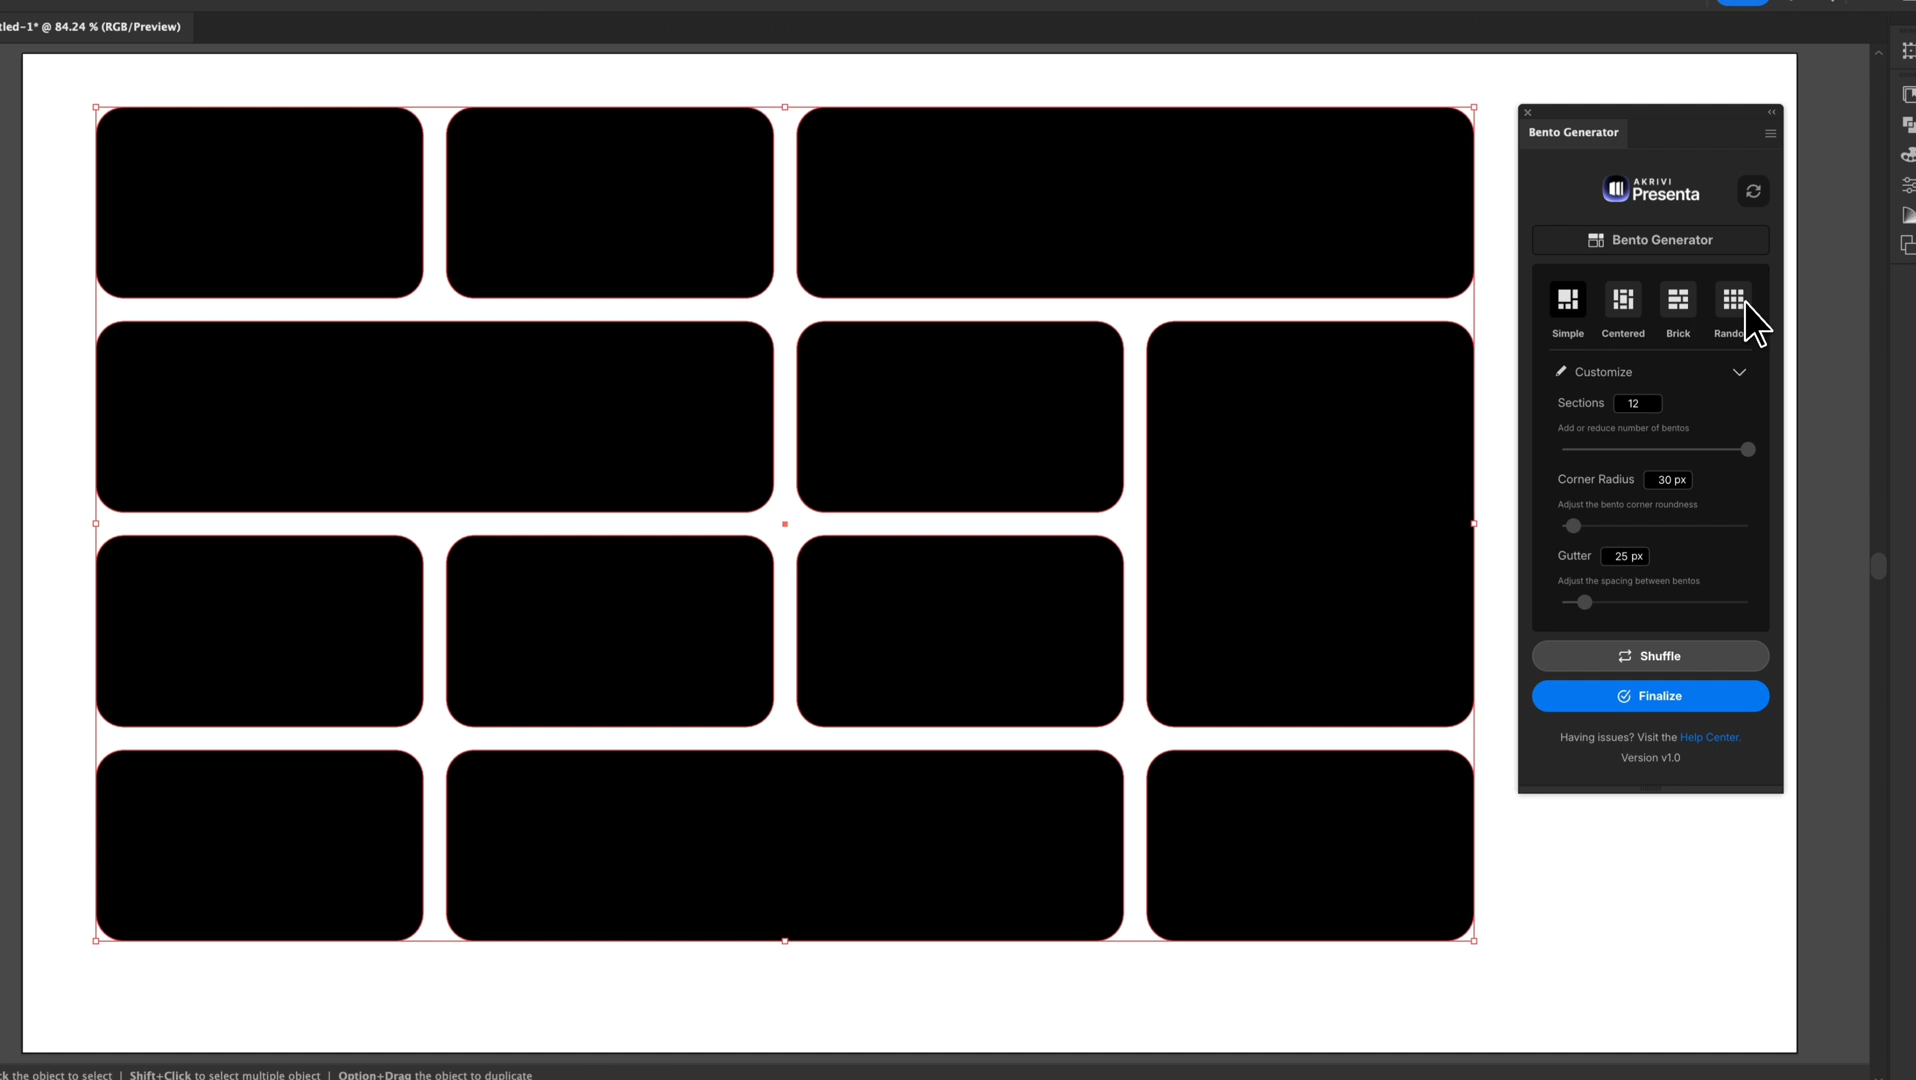 tled-1* @ 84.24 % (RGB/Preview)
Bento Generator
AKRIVI
Presenta
Bento Generator
Simple Centered Brick Rando
Customize
Sections 12
Add or reduce number of bentos
Corner Radius 30 px
Adjust the bento corner roundness
Gutter 25 px
Adjust the spacing between bentos
Shuffle
Finalize
Having issues? Visit the Help Center.
Version v1.0
ck the object to select | Shift+Click to select multiple object | Option+Drag the object to duplicate